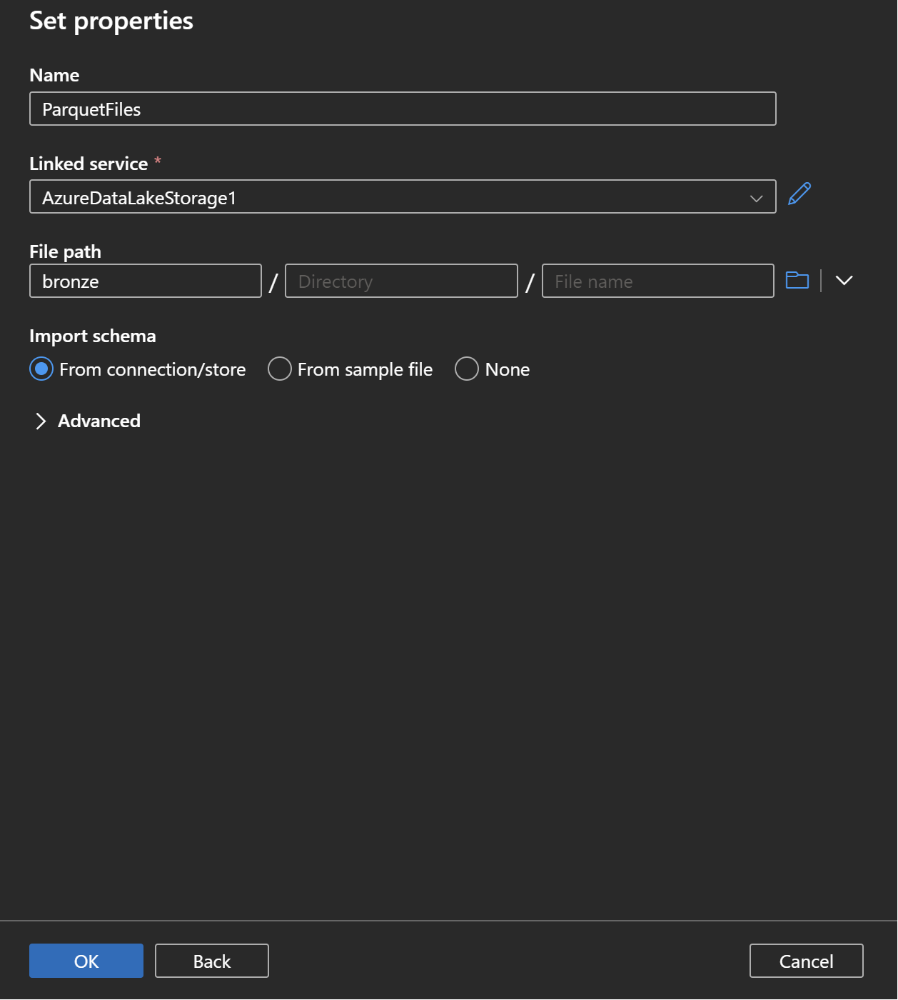 Set properties
Name
ParquetFiles
Linked service *
AzureDataLakeStorage1
File path
bronze / Directory / File name
Import schema
From connection/store From sample file None
Advanced
OK Back Cancel